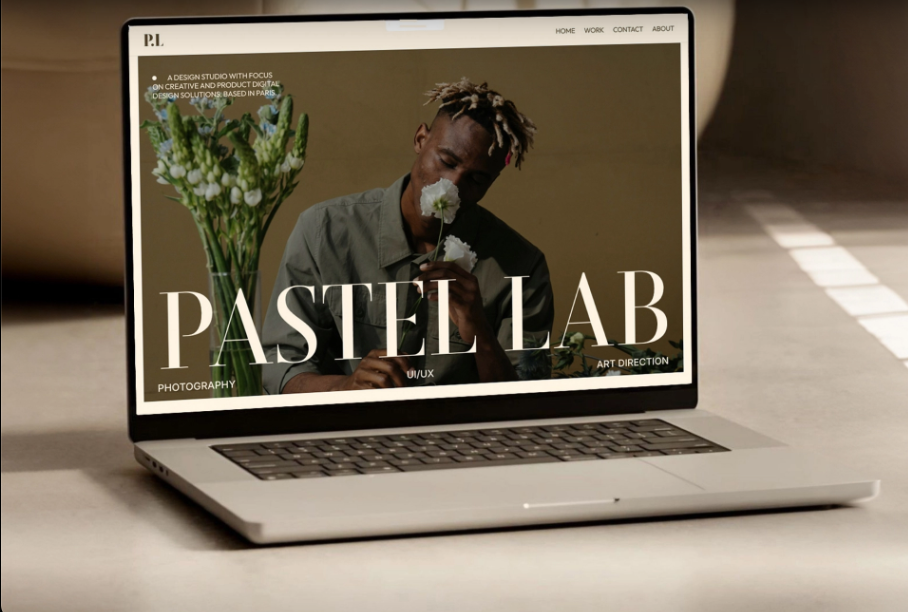 P.L
HOME WORK CONTACT ABOUT
A DESIGN STUDIO WITH FOCUS
ON CREATIVE AND PRODUCT DIGITAL
DESIGN SOLUTIONS. BASED IN PARIS
PASTEL LAB
PHOTOGRAPHY
UI/UX
ART DIRECTION